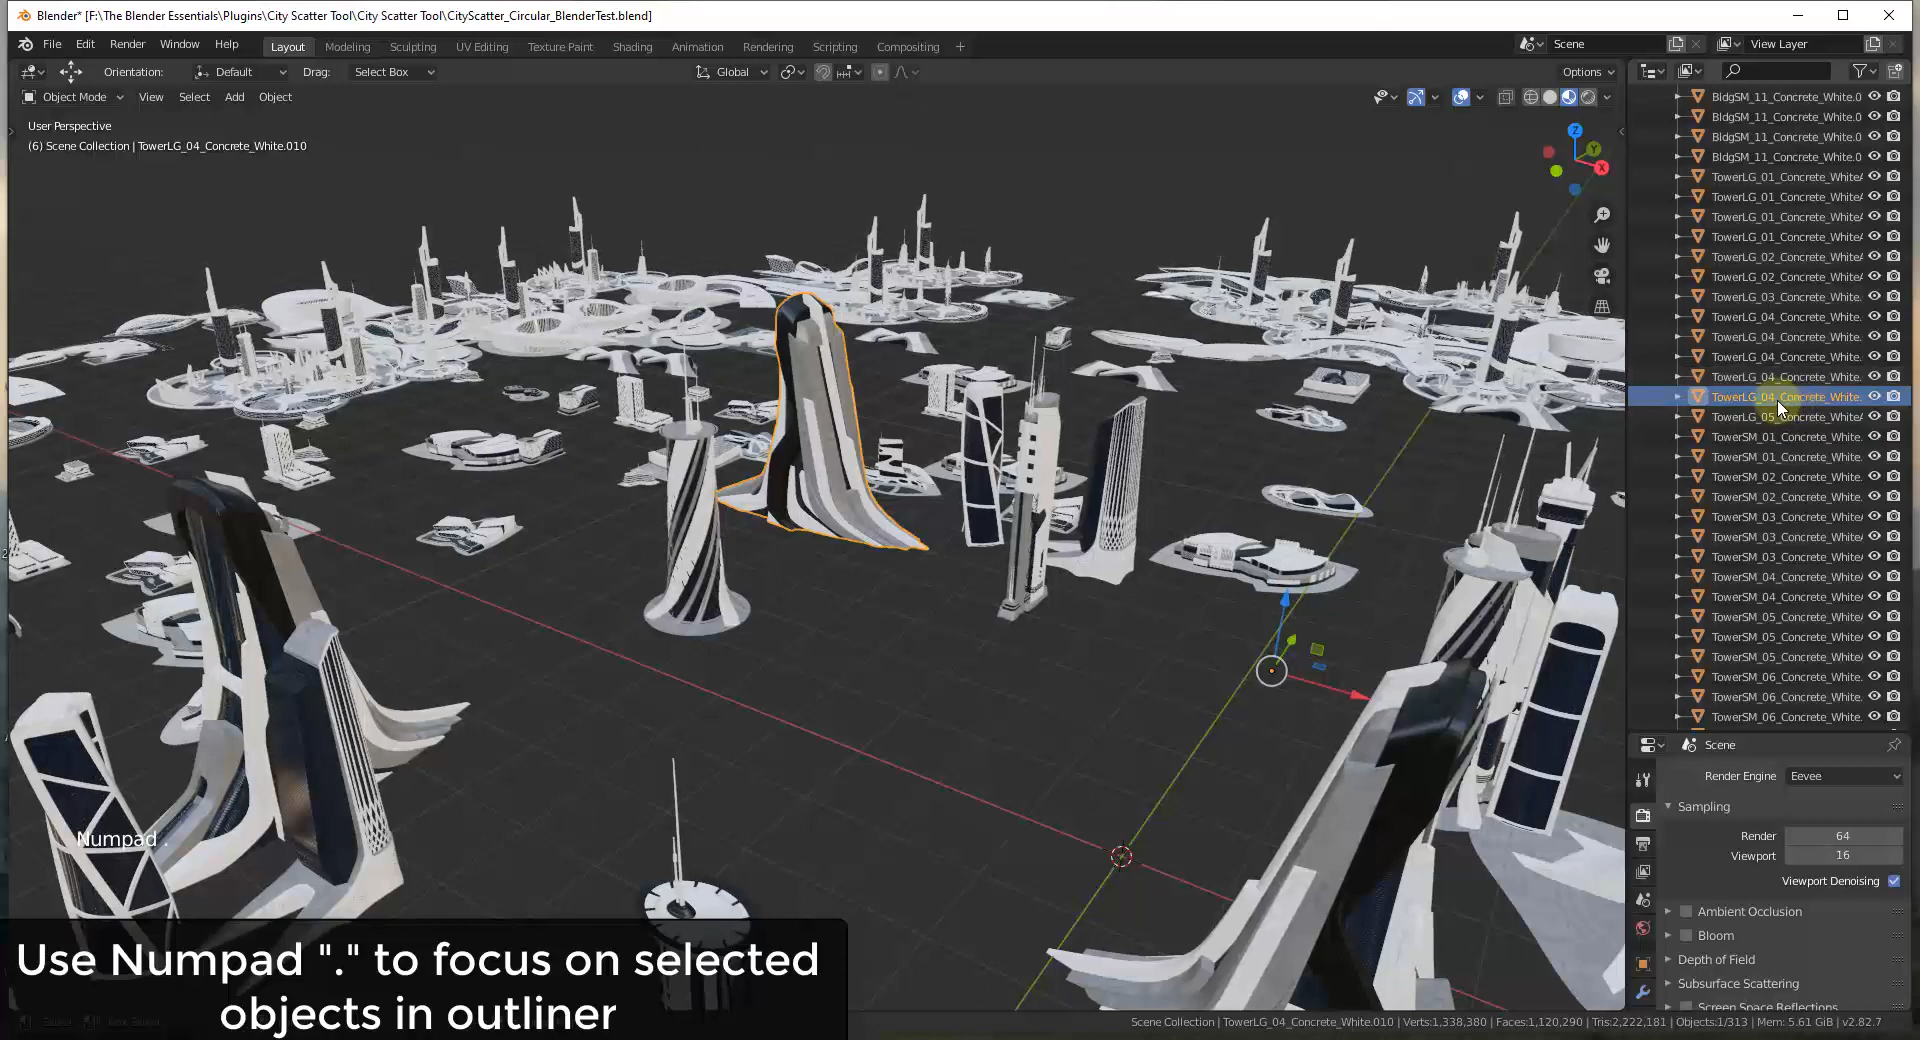 Blender* [F:\The Blender Essentials\Plugins\City Scatter Tool\City Scatter Tool\CityScatter_Circular_BlenderTest.blend]
File Edit Render Window Help Layout Modeling Sculpting UV Editing Texture Paint Shading Animation Rendering Scripting Compositing + Scene View Layer
Orientation: Default Drag: Select Box Global Options
Object Mode View Select Add Object
User Perspective
(6) Scene Collection | TowerLG_04_Concrete_White.010
Z
Y
X
BldgSM_11_Concrete_White.0
BldgSM_11_Concrete_White.0
BldgSM_11_Concrete_White.0
BldgSM_11_Concrete_White.0
TowerLG_01_Concrete_White
TowerLG_01_Concrete_White
TowerLG_01_Concrete_White
TowerLG_01_Concrete_White
TowerLG_02_Concrete_White
TowerLG_02_Concrete_White
TowerLG_03_Concrete_White.
TowerLG_04_Concrete_White.
TowerLG_04_Concrete_White.
TowerLG_04_Concrete_White.
TowerLG_04_Concrete_White.
TowerLG_04_Concrete_White.
TowerLG_05_Concrete_White
TowerSM_01_Concrete_White.
TowerSM_01_Concrete_White.
TowerSM_02_Concrete_White.
TowerSM_02_Concrete_White.
TowerSM_03_Concrete_White
TowerSM_03_Concrete_White
TowerSM_03_Concrete_White
TowerSM_04_Concrete_White
TowerSM_04_Concrete_White.
TowerSM_05_Concrete_White
TowerSM_05_Concrete_White
TowerSM_05_Concrete_White
TowerSM_06_Concrete_White.
TowerSM_06_Concrete_White.
TowerSM_06_Concrete_White.
Scene
Render Engine Eevee
Sampling
Render 64
Viewport 16
Viewport Denoising
Ambient Occlusion
Bloom
Depth of Field
Subsurface Scattering
Screen Space Reflections
Numpad .
Use Numpad "." to focus on selected
objects in outliner
Scene Collection | TowerLG_04_Concrete_White.010 | Verts:1,338,380 | Faces:1,120,290 | Tris:2,222,181 | Objects:1/313 | Mem: 5.61 GiB | v2.82.7